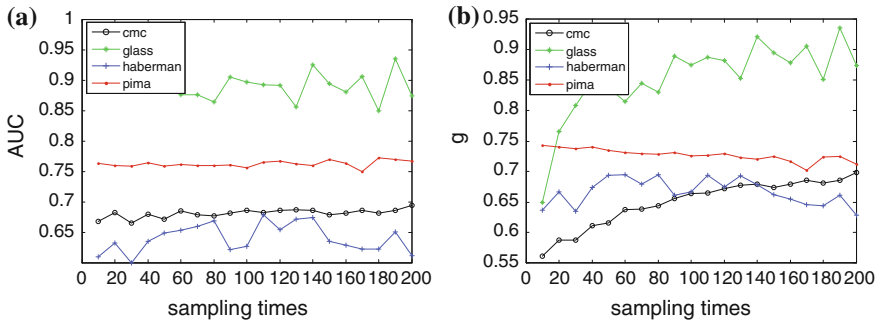 (a)
1
0.95
0.9
0.85
0.8
0.75
0.7
0.65
AUC
cmc
glass
haberman
pima
0 20 40 60 80 100 120 140 160 180 200
sampling times
(b)
0.95
0.9
0.85
0.8
0.75
0.7
0.65
0.6
0.55
g
cmc
glass
haberman
pima
0 20 40 60 80 100 120 140 160 180 200
sampling times